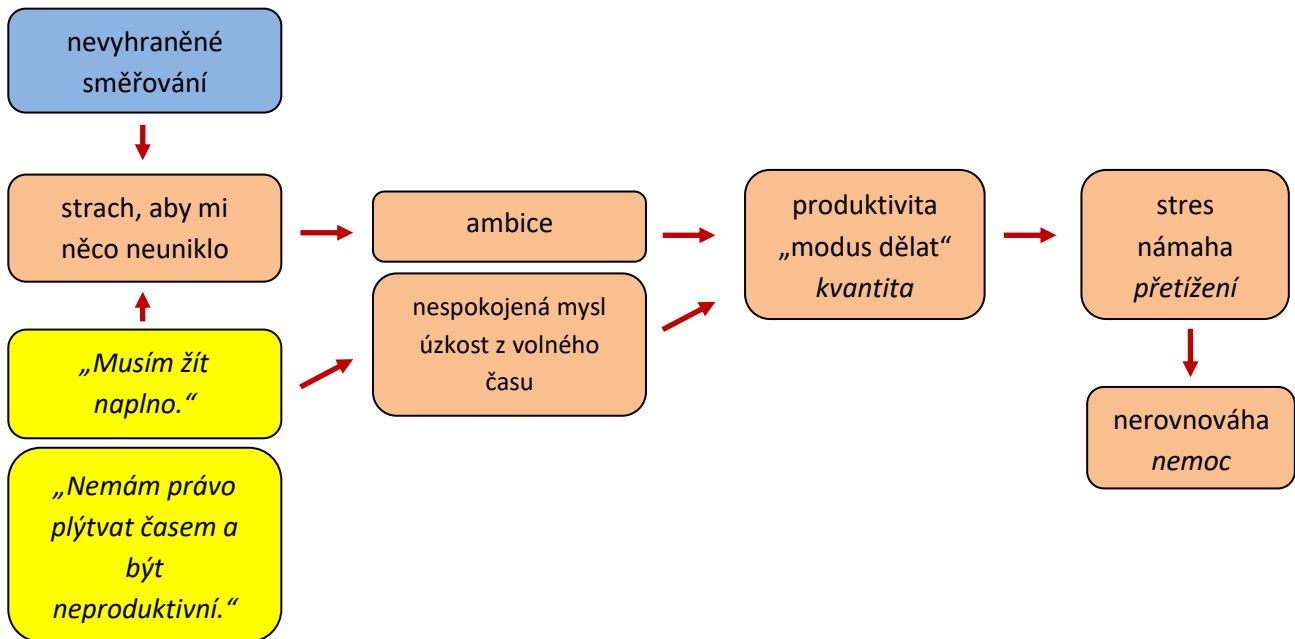 nevyhraněné
směřování
strach, aby mi
něco neuniklo
„Musím žít
naplno.“
„Nemám právo
plýtvat časem a
být
neproduktivní.“
ambice
nespokojená mysl
úzkost z volného
času
produktivita
„modus dělat“
kvantita
stres
námaha
přetížení
nerovnováha
nemoc